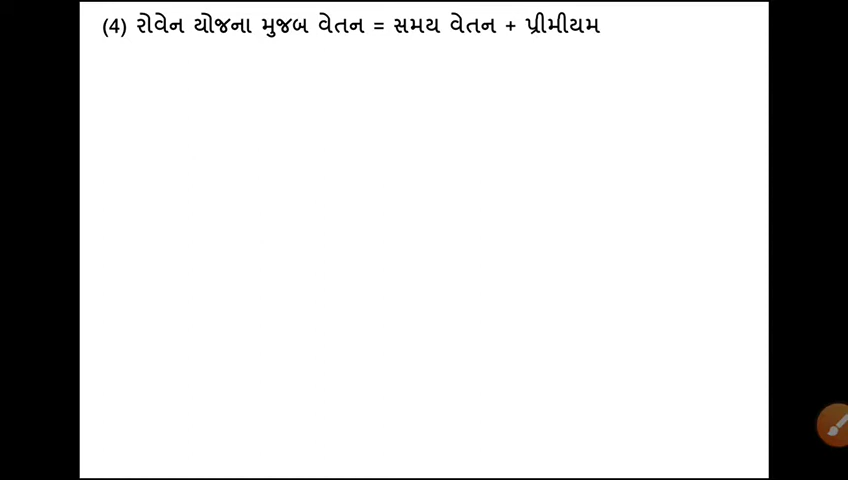 (4) રોવેન યોજના મુજબ વેતન = સમય વેતન + પ્રીમીયમ